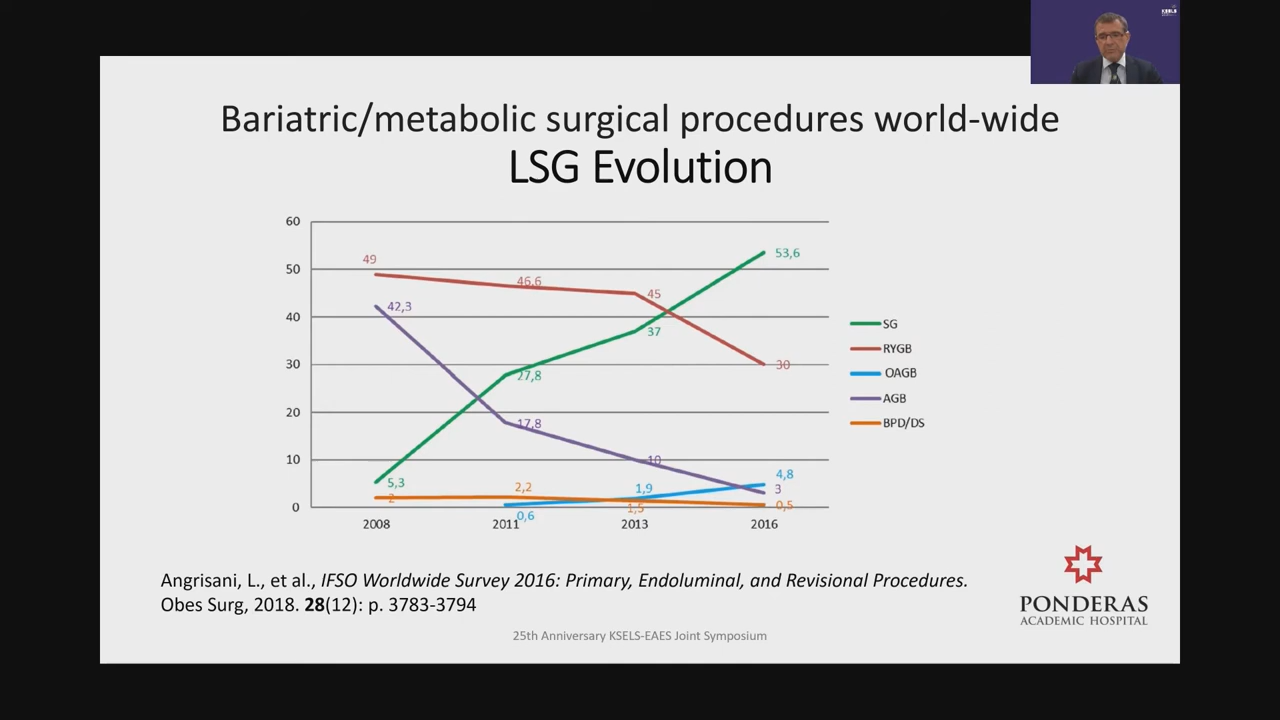 KSELS
Bariatric/metabolic surgical procedures world-wide
LSG Evolution
60
50
40
30
20
10
0
49
46,6
45
30
42,3
17,8
10
3
5,3
27,8
37
53,6
2
2,2
1,5
0,5
0,6
1,9
4,8
2008
2011
2013
2016
SG
RYGB
OAGB
AGB
BPD/DS
Angrisani, L., et al., IFSO Worldwide Survey 2016: Primary, Endoluminal, and Revisional Procedures.
Obes Surg, 2018. 28(12): p. 3783-3794
PONDERAS
ACADEMIC HOSPITAL
25th Anniversary KSELS-EAES Joint Symposium